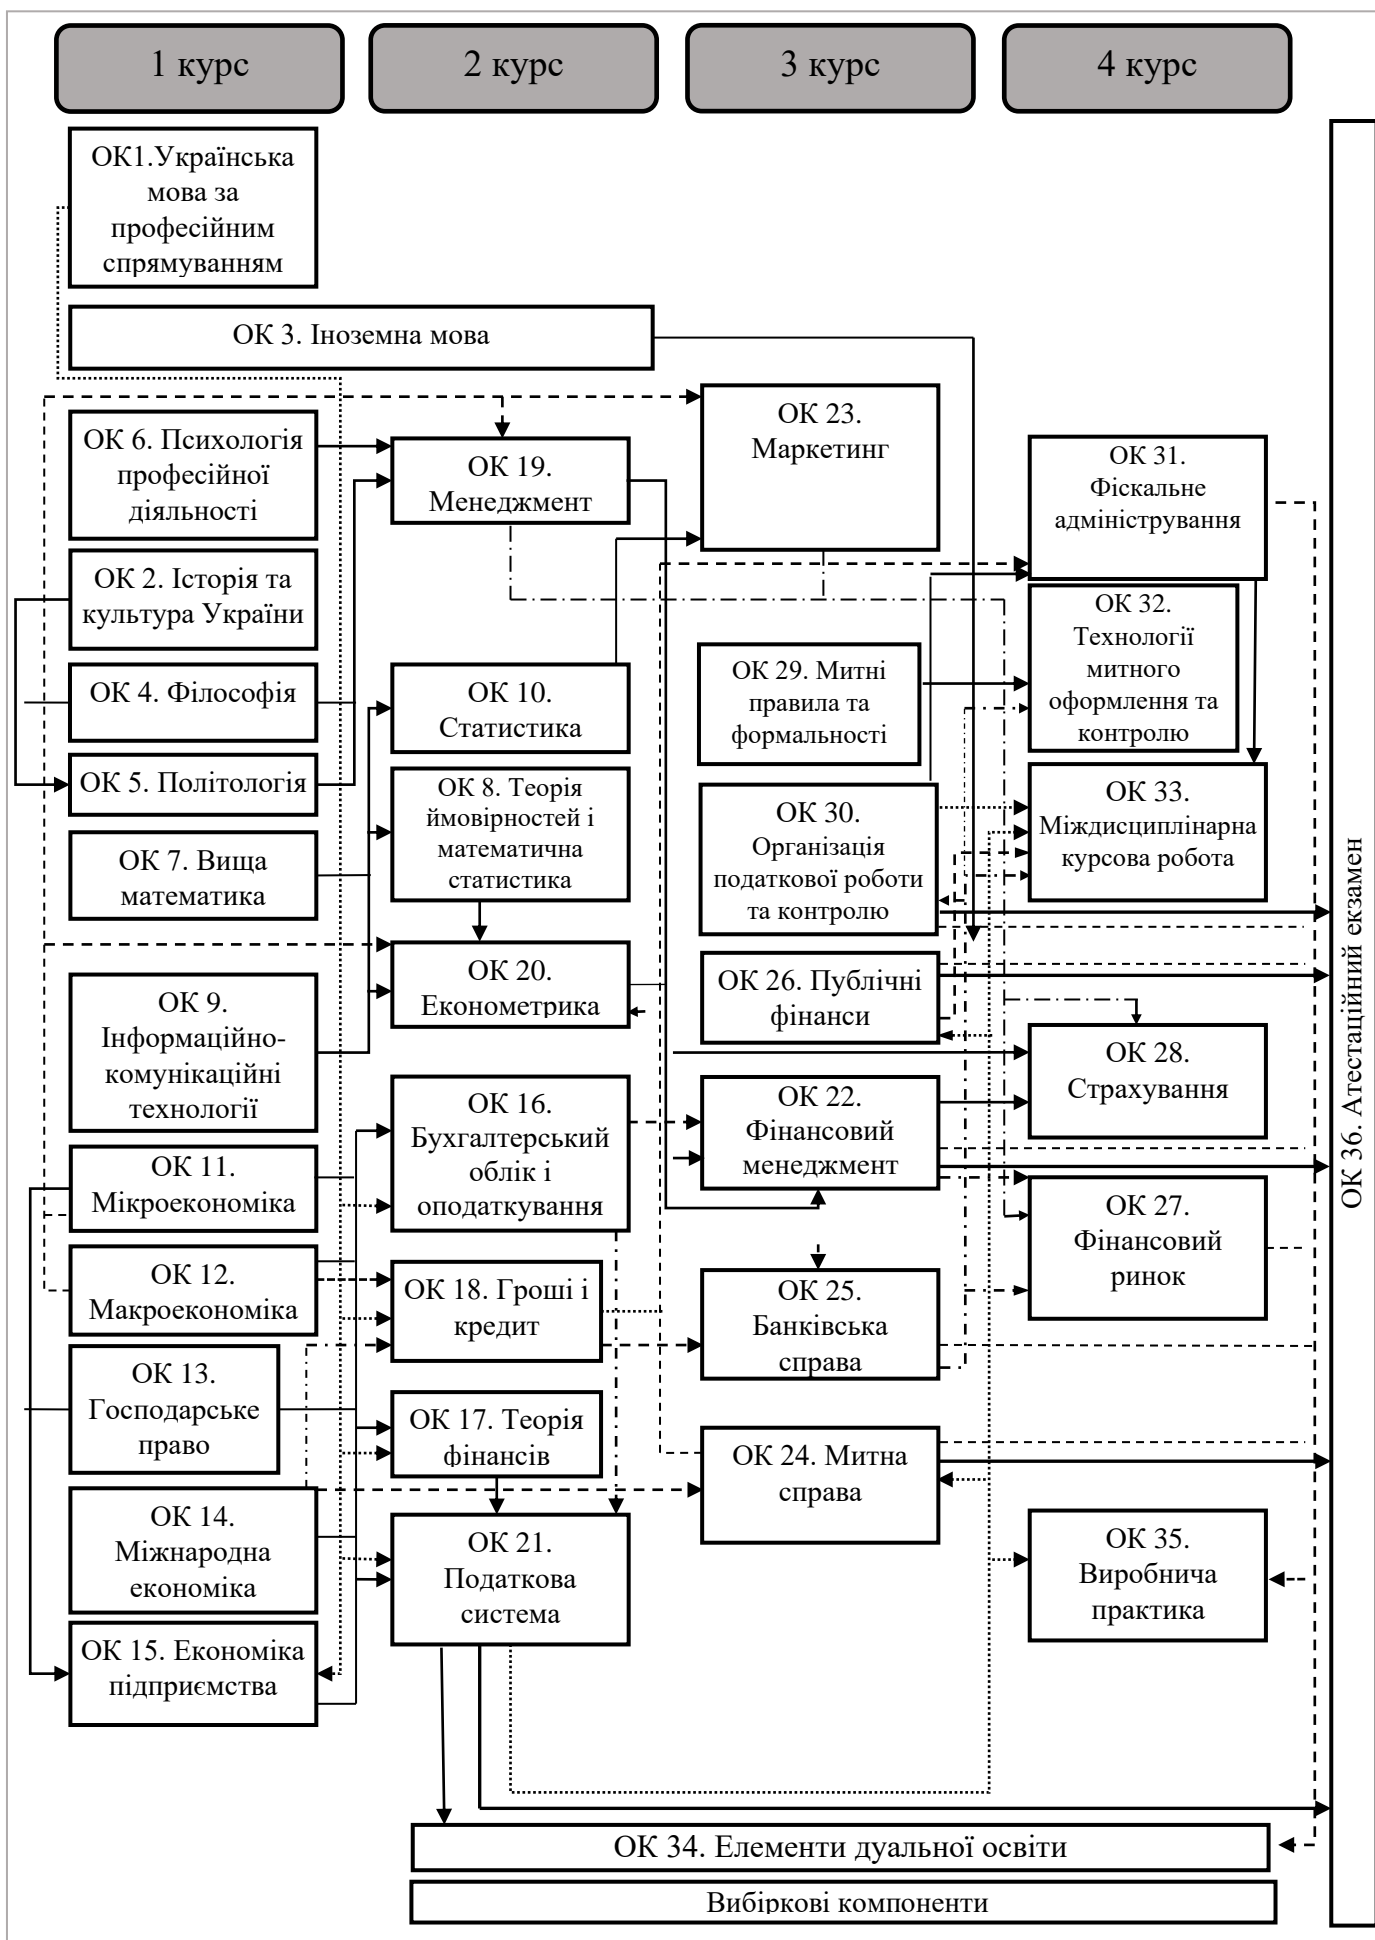 1 курс
2 курс
3 курс
4 курс
ОК1.Українська
мова за
професійним
спрямуванням
ОК 3. Іноземна мова
ОК 6. Психологія
професійної
діяльності
ОК 2. Історія та
культура України
ОК 4. Філософія
ОК 5. Політологія
ОК 7. Вища
математика
ОК 9.
Інформаційно-
комунікаційні
технології
ОК 11.
Мікроекономіка
ОК 12.
Макроекономіка
ОК 13.
Господарське
право
ОК 14.
Міжнародна
економіка
ОК 15. Економіка
підприємства
ОК 19.
Менеджмент
ОК 10.
Статистика
ОК 8. Теорія
ймовірностей і
математична
статистика
ОК 20.
Економетрика
ОК 16.
Бухгалтерський
облік і
оподаткування
ОК 18. Гроші і
кредит
ОК 17. Теорія
фінансів
ОК 21.
Податкова
система
ОК 23.
Маркетинг
ОК 29. Митні
правила та
формальності
ОК 30.
Організація
податкової роботи
та контролю
ОК 26. Публічні
фінанси
ОК 22.
Фінансовий
менеджмент
ОК 25.
Банківська
справа
ОК 24. Митна
справа
ОК 31.
Фіскальне
адміністрування
ОК 32.
Технології
митного
оформлення та
контролю
ОК 33.
Міждисциплінарна
курсова робота
ОК 28.
Страхування
ОК 27.
Фінансовий
ринок
ОК 35.
Виробнича
практика
ОК 34. Елементи дуальної освіти
Вибіркові компоненти
ОК 36. Атестаційний екзамен